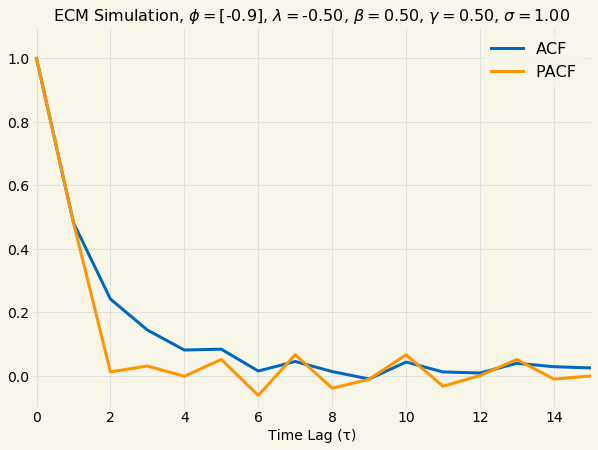 ECM Simulation, ϕ = [-0.9], λ = -0.50, β = 0.50, γ = 0.50, σ = 1.00
ACF
PACF
1.0
0.8
0.6
0.4
0.2
0.0
0 2 4 6 8 10 12 14
Time Lag (τ)